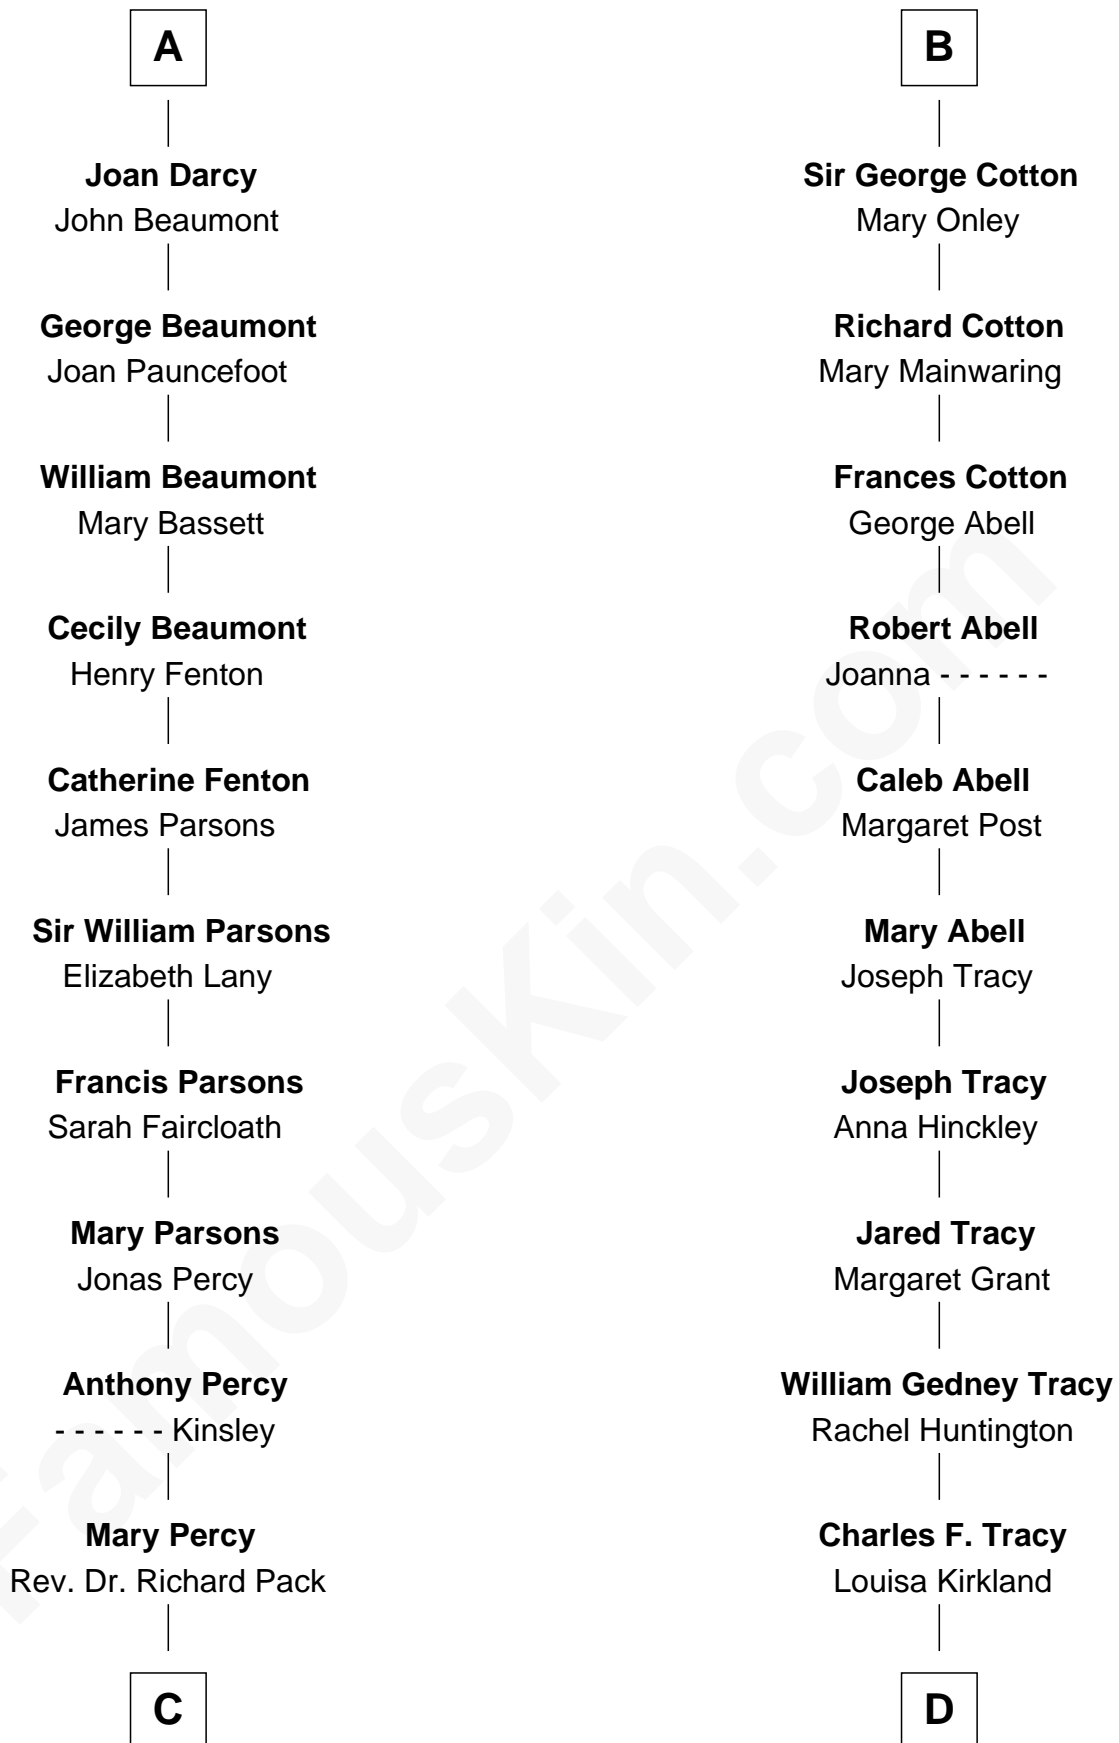 A
Joan Darcy
John Beaumont
George Beaumont
Joan Pauncefoot
William Beaumont
Mary Bassett
Cecily Beaumont
Henry Fenton
Catherine Fenton
James Parsons
Sir William Parsons
Elizabeth Lany
Francis Parsons
Sarah Faircloath
Mary Parsons
Jonas Percy
Anthony Percy
- - - - - - Kinsley
Mary Percy
Rev. Dr. Richard Pack
C
B
Sir George Cotton
Mary Onley
Richard Cotton
Mary Mainwaring
Frances Cotton
George Abell
Robert Abell
Joanna - - - - - -
Caleb Abell
Margaret Post
Mary Abell
Joseph Tracy
Joseph Tracy
Anna Hinckley
Jared Tracy
Margaret Grant
William Gedney Tracy
Rachel Huntington
Charles F. Tracy
Louisa Kirkland
D
FamousKin.com